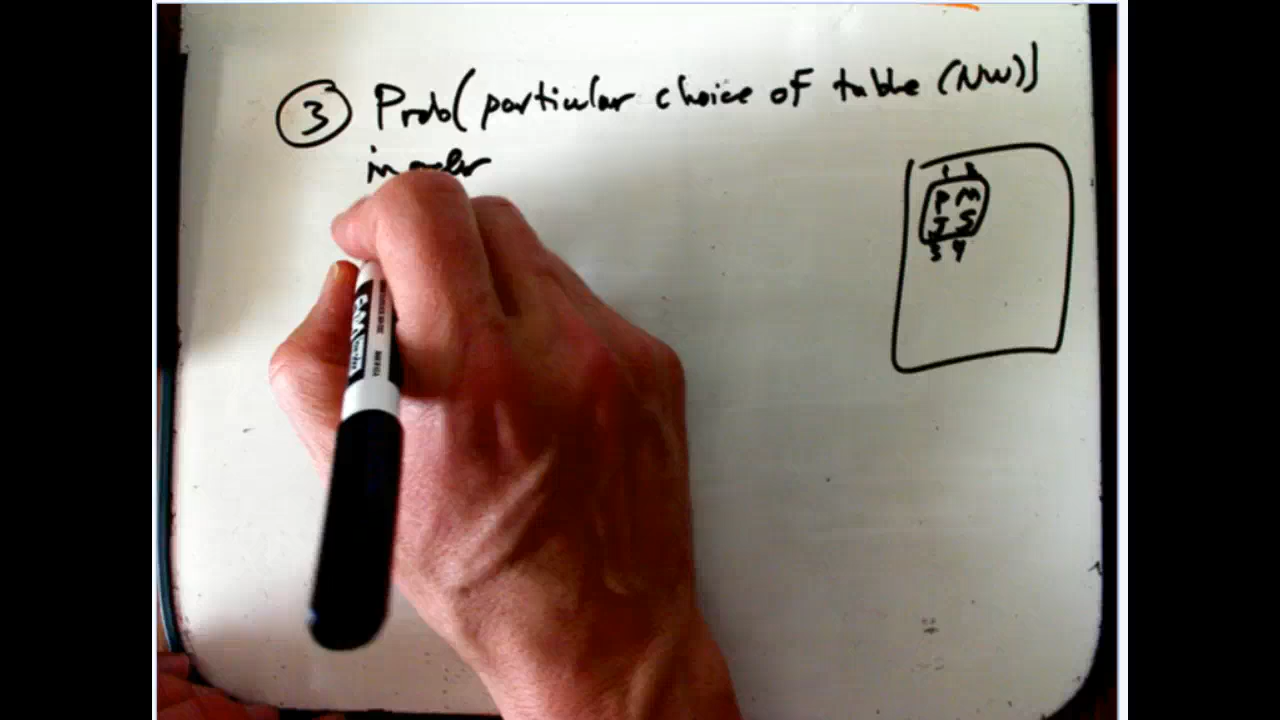 ③ Prob(particular choice of table (NW))
in order
1 2
P M
J S
3 4